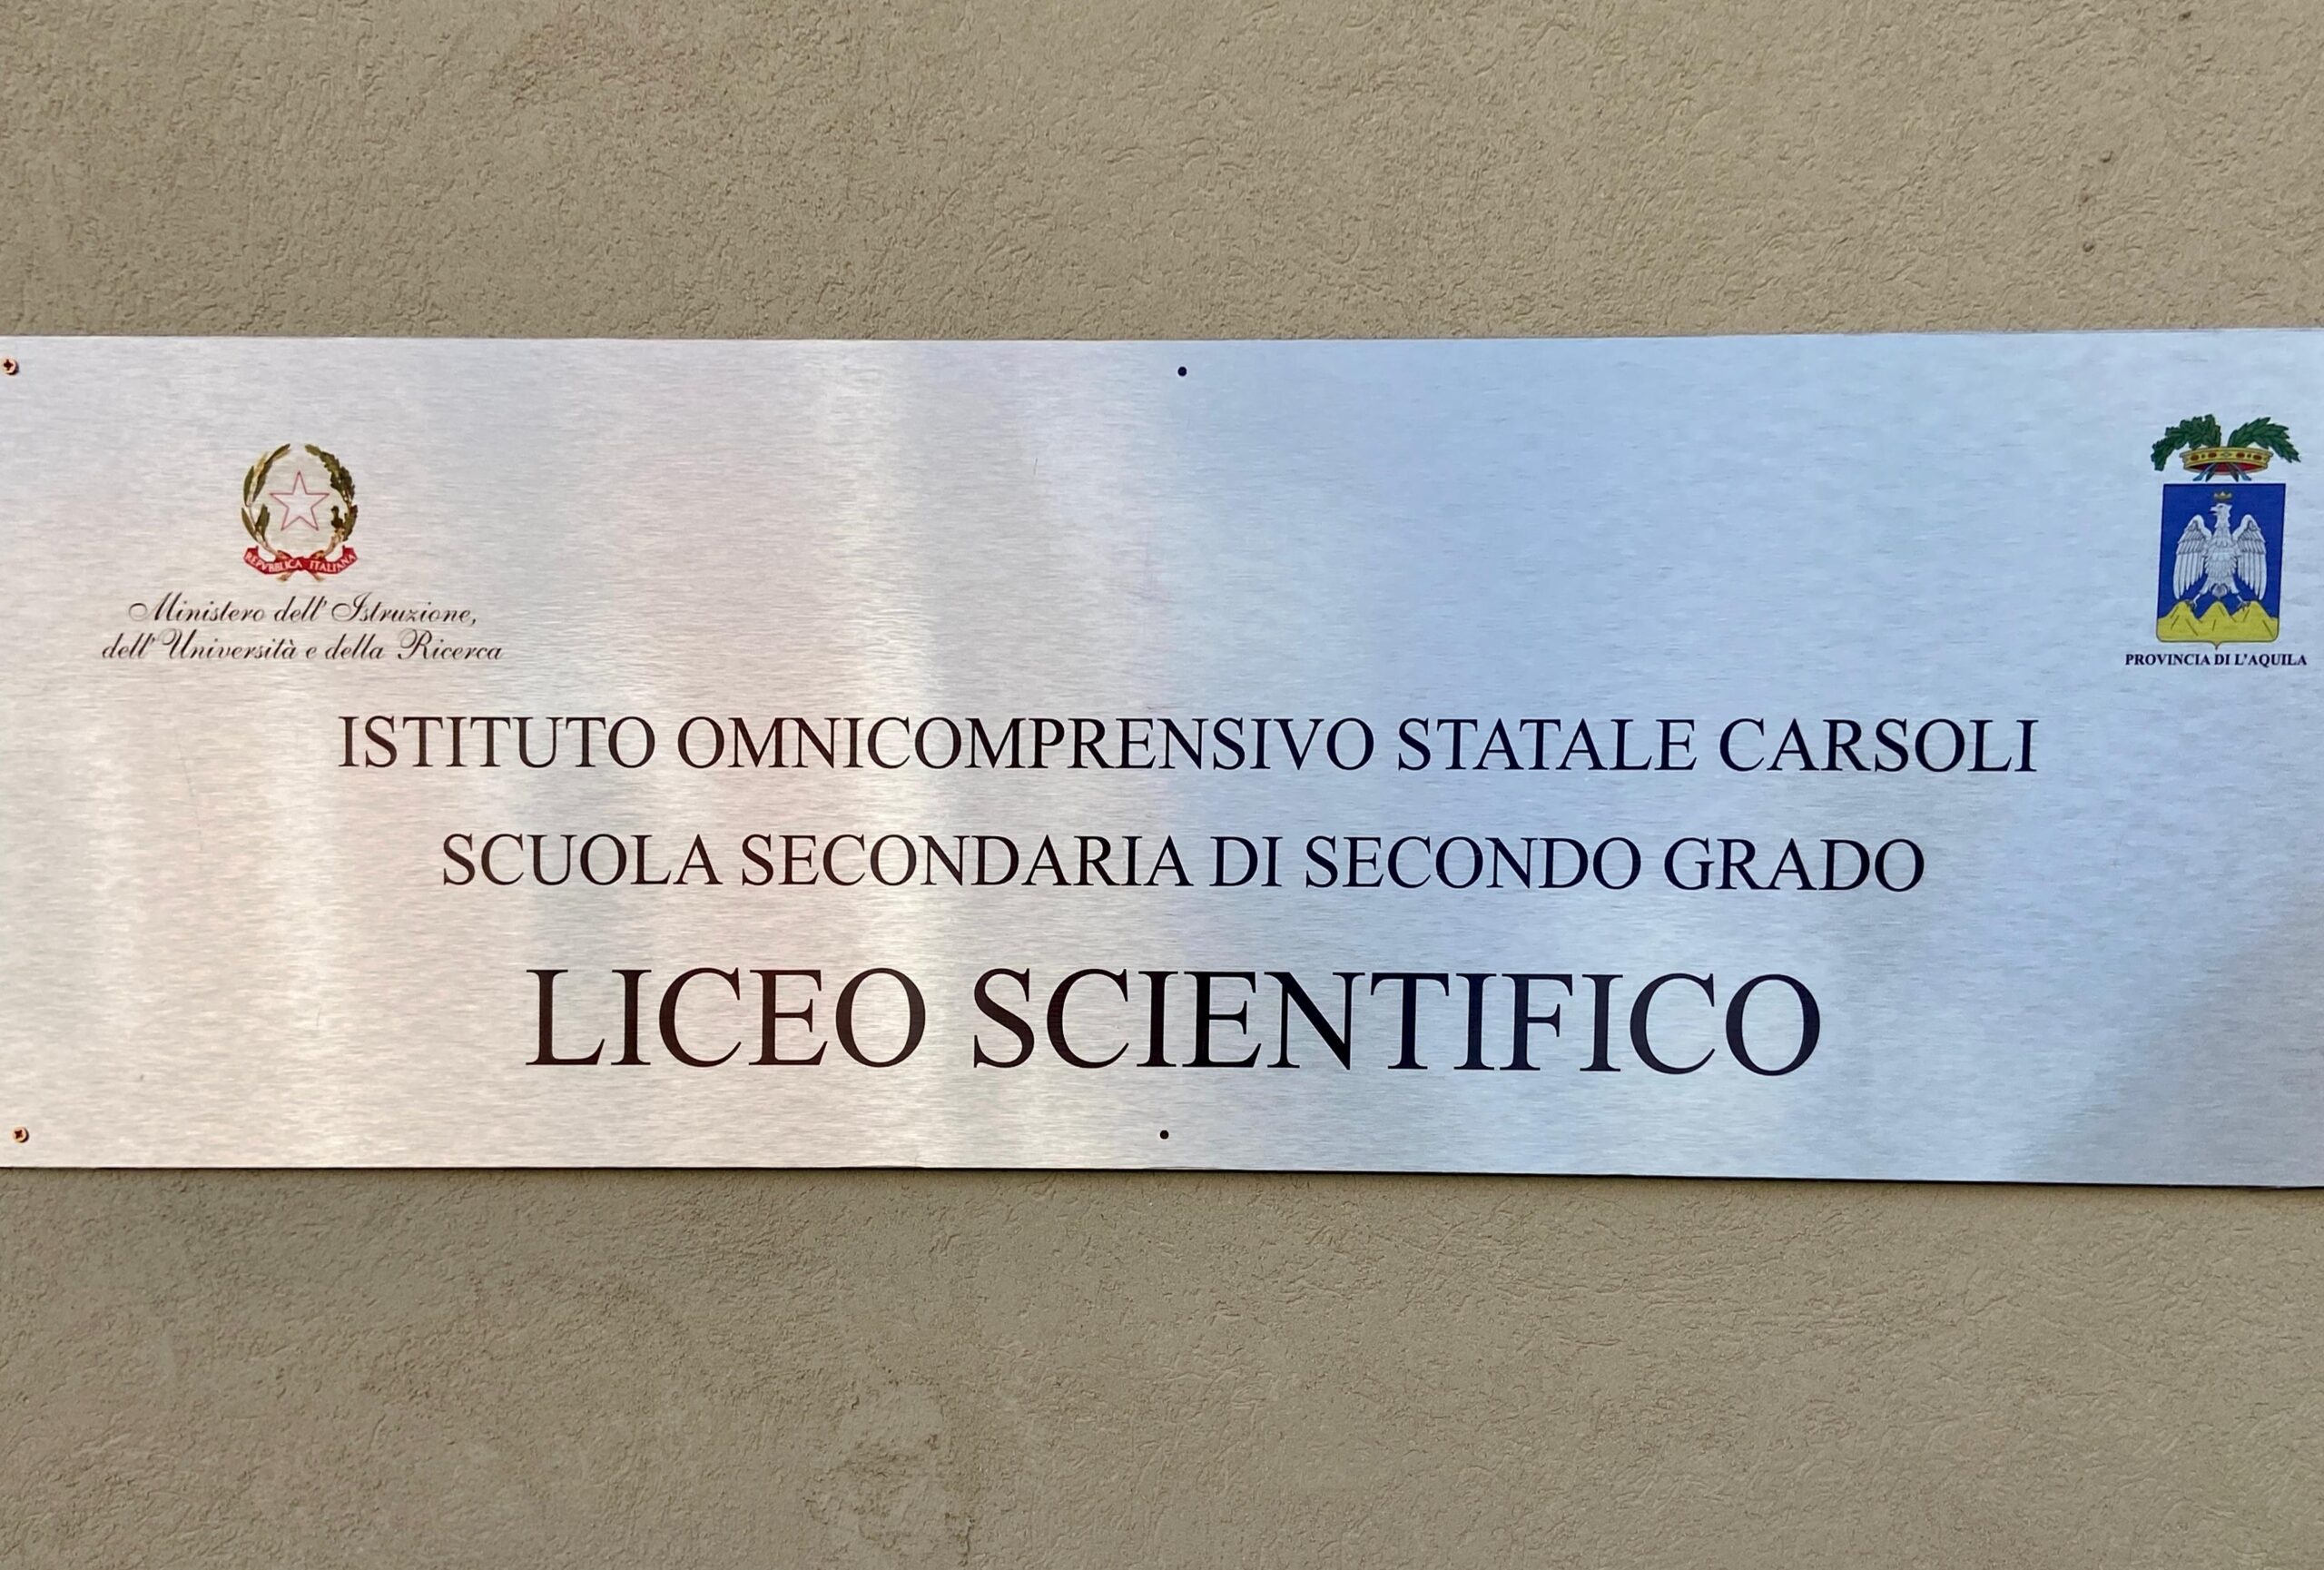 REPVBBLICA ITALIANA
Ministero dell'Istruzione,
dell'Università e della Ricerca
PROVINCIA DI L'AQUILA
ISTITUTO OMNICOMPRENSIVO STATALE CARSOLI
SCUOLA SECONDARIA DI SECONDO GRADO
LICEO SCIENTIFICO